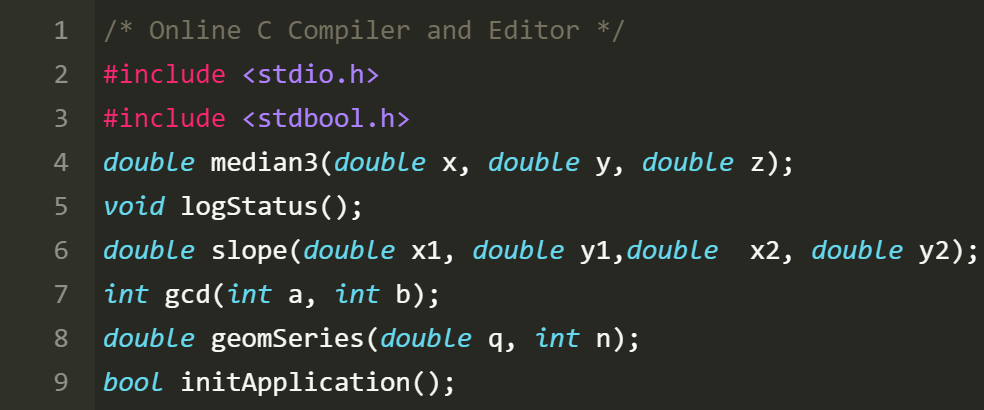 1 /* Online C Compiler and Editor */
2 #include <stdio.h>
3 #include <stdbool.h>
4 double median3(double x, double y, double z);
5 void logStatus();
6 double slope(double x1, double y1,double  x2, double y2);
7 int gcd(int a, int b);
8 double geomSeries(double q, int n);
9 bool initApplication();